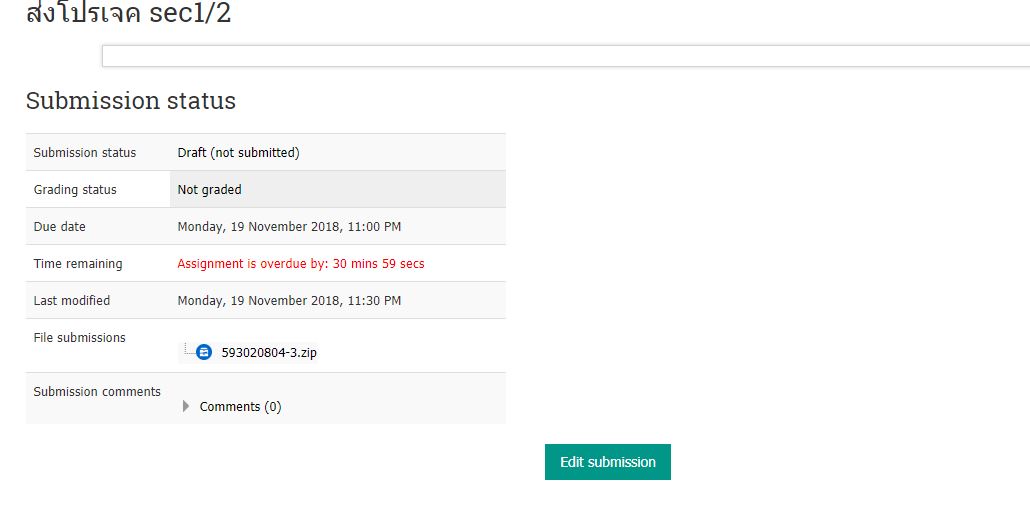 ส่งโปรเจค sec1/2
Submission status
Submission status Draft (not submitted)
Grading status Not graded
Due date Monday, 19 November 2018, 11:00 PM
Time remaining Assignment is overdue by: 30 mins 59 secs
Last modified Monday, 19 November 2018, 11:30 PM
File submissions
593020804-3.zip
Submission comments
Comments (0)
Edit submission